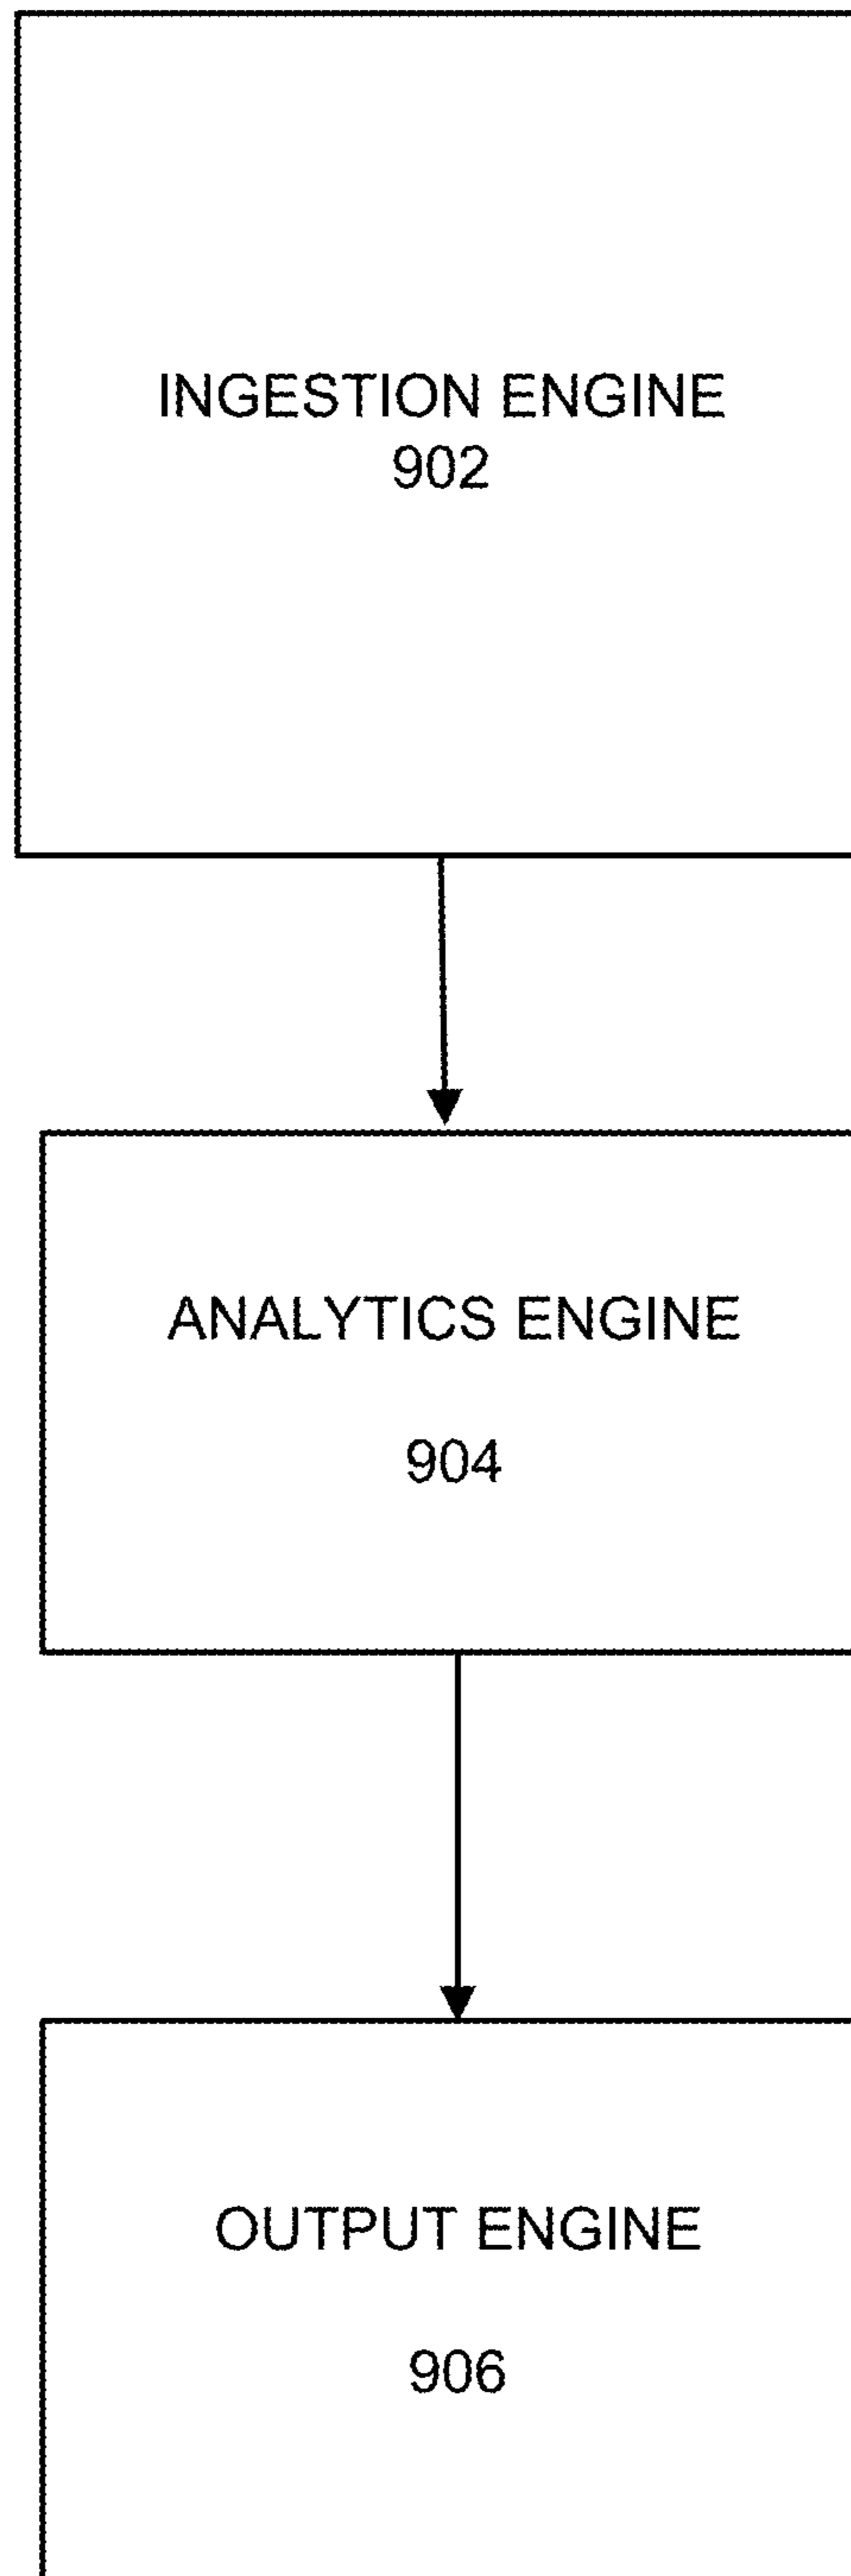 INGESTION ENGINE
902
ANALYTICS ENGINE
904
OUTPUT ENGINE
906